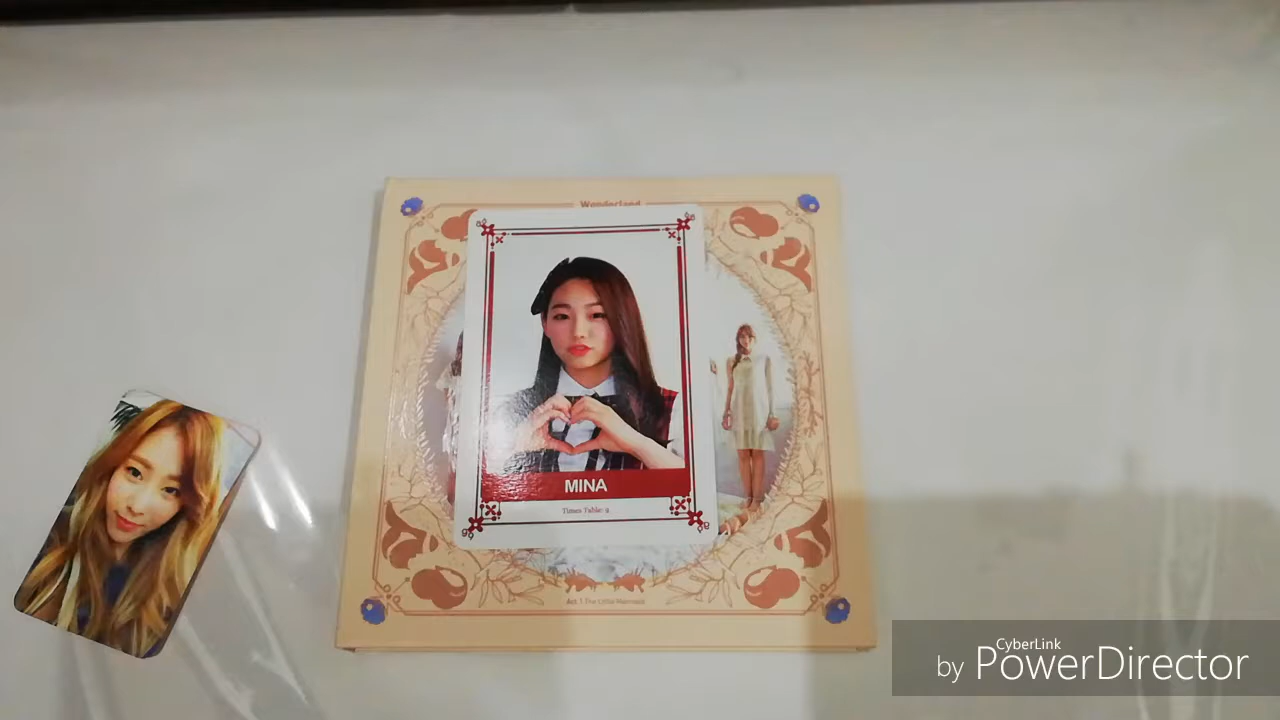 Wonderland
MINA
Times Table: 9
Act.1 The Little Mermaid
CyberLink
by PowerDirector